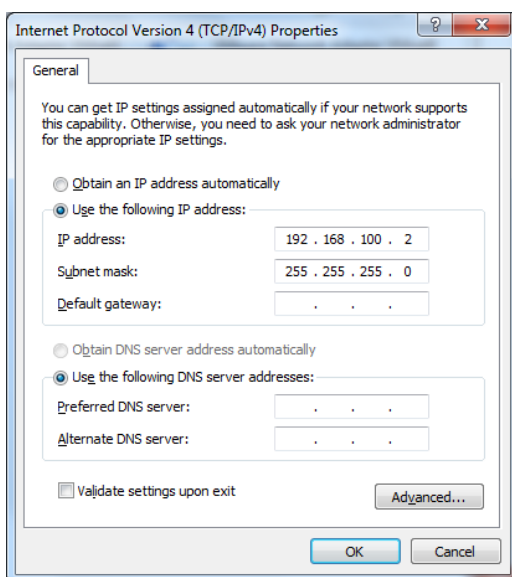 Internet Protocol Version 4 (TCP/IPv4) Properties
?
General
You can get IP settings assigned automatically if your network supports
this capability. Otherwise, you need to ask your network administrator
for the appropriate IP settings.
Obtain an IP address automatically
Use the following IP address:
IP address: 192 . 168 . 100 . 2
Subnet mask: 255 . 255 . 255 . 0
Default gateway: . . .
Obtain DNS server address automatically
Use the following DNS server addresses:
Preferred DNS server: . . .
Alternate DNS server: . . .
Validate settings upon exit
Advanced...
OK Cancel